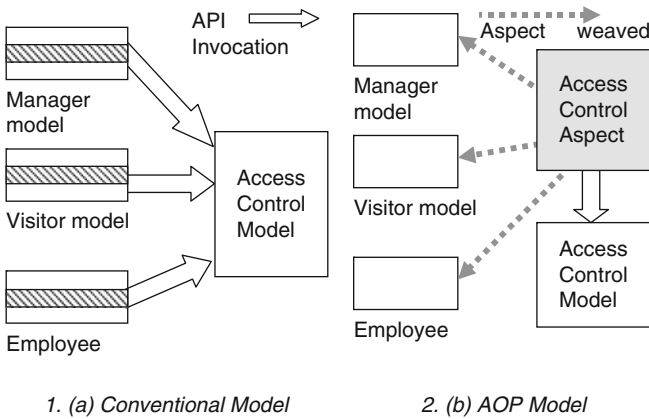 API
Invocation
Manager
model
Visitor model
Employee
Access
Control
Model
1. (a) Conventional Model
Aspect weaved
Manager
model
Visitor model
Employee
Access
Control
Aspect
Access
Control
Model
2. (b) AOP Model